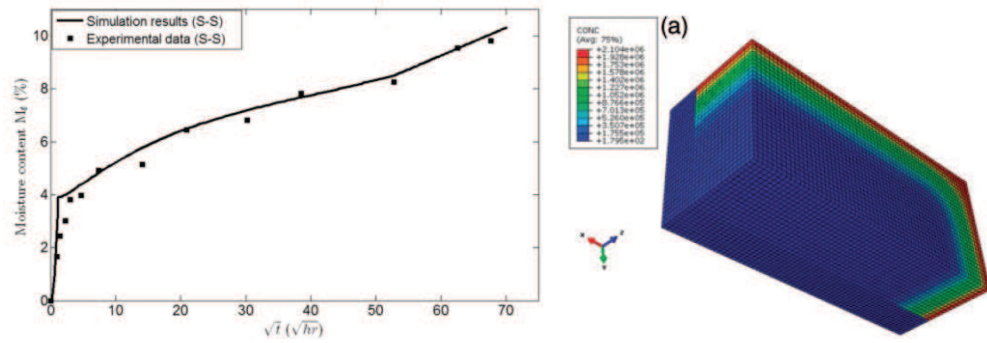 Simulation results (S-S)
Experimental data (S-S)
10
8
6
4
2
0
Moisture content M_t (%)
0 10 20 30 40 50 60 70
√t (√hr)
(a)
CONC
(Avg: 75%)
+2.104e+06
+1.928e+06
+1.753e+06
+1.578e+06
+1.402e+06
+1.227e+06
+1.052e+06
+8.766e+05
+7.013e+05
+5.260e+05
+3.507e+05
+1.755e+05
+1.795e+02
X
Z
Y